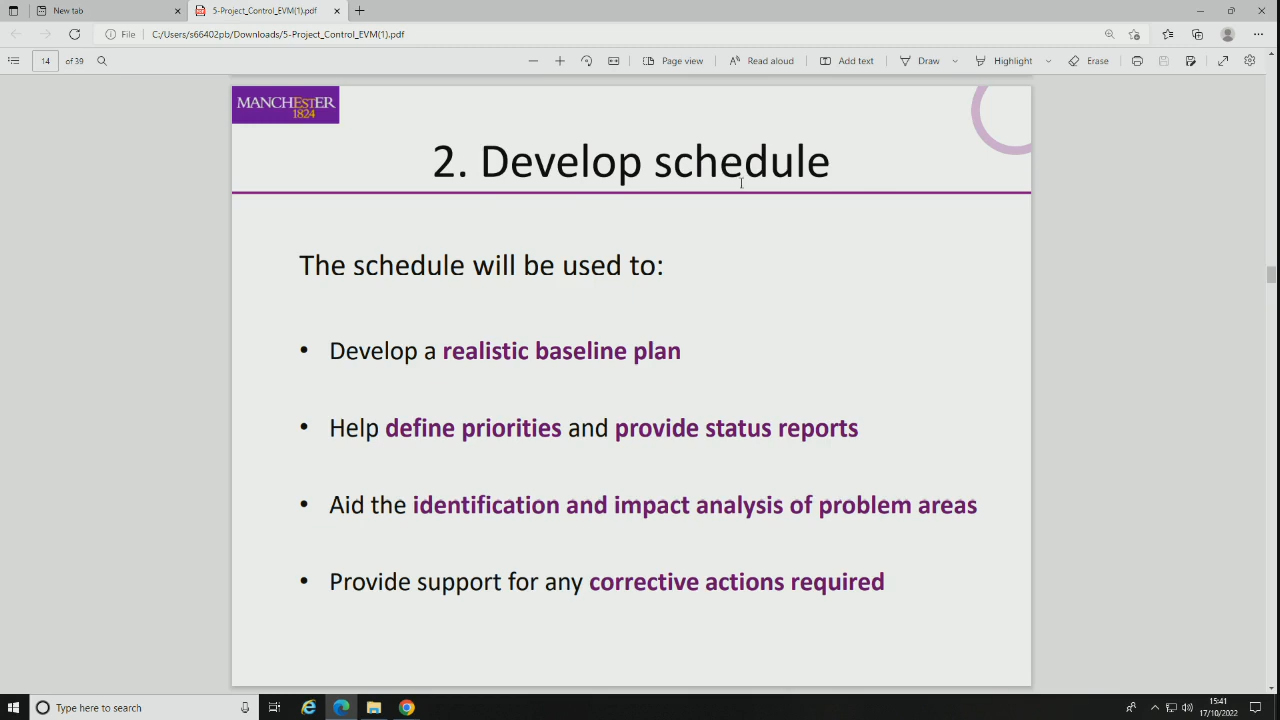 New tab
5-Project_Control_EVM(1).pdf
File
C:/Users/s66402pb/Downloads/5-Project_Control_EVM(1).pdf
14 of 39
Page view
Read aloud
Add text
Draw
Highlight
Erase
MANCHESTER
1824
2. Develop schedule
The schedule will be used to:
• Develop a realistic baseline plan
• Help define priorities and provide status reports
• Aid the identification and impact analysis of problem areas
• Provide support for any corrective actions required
Type here to search
15:41
17/10/2022